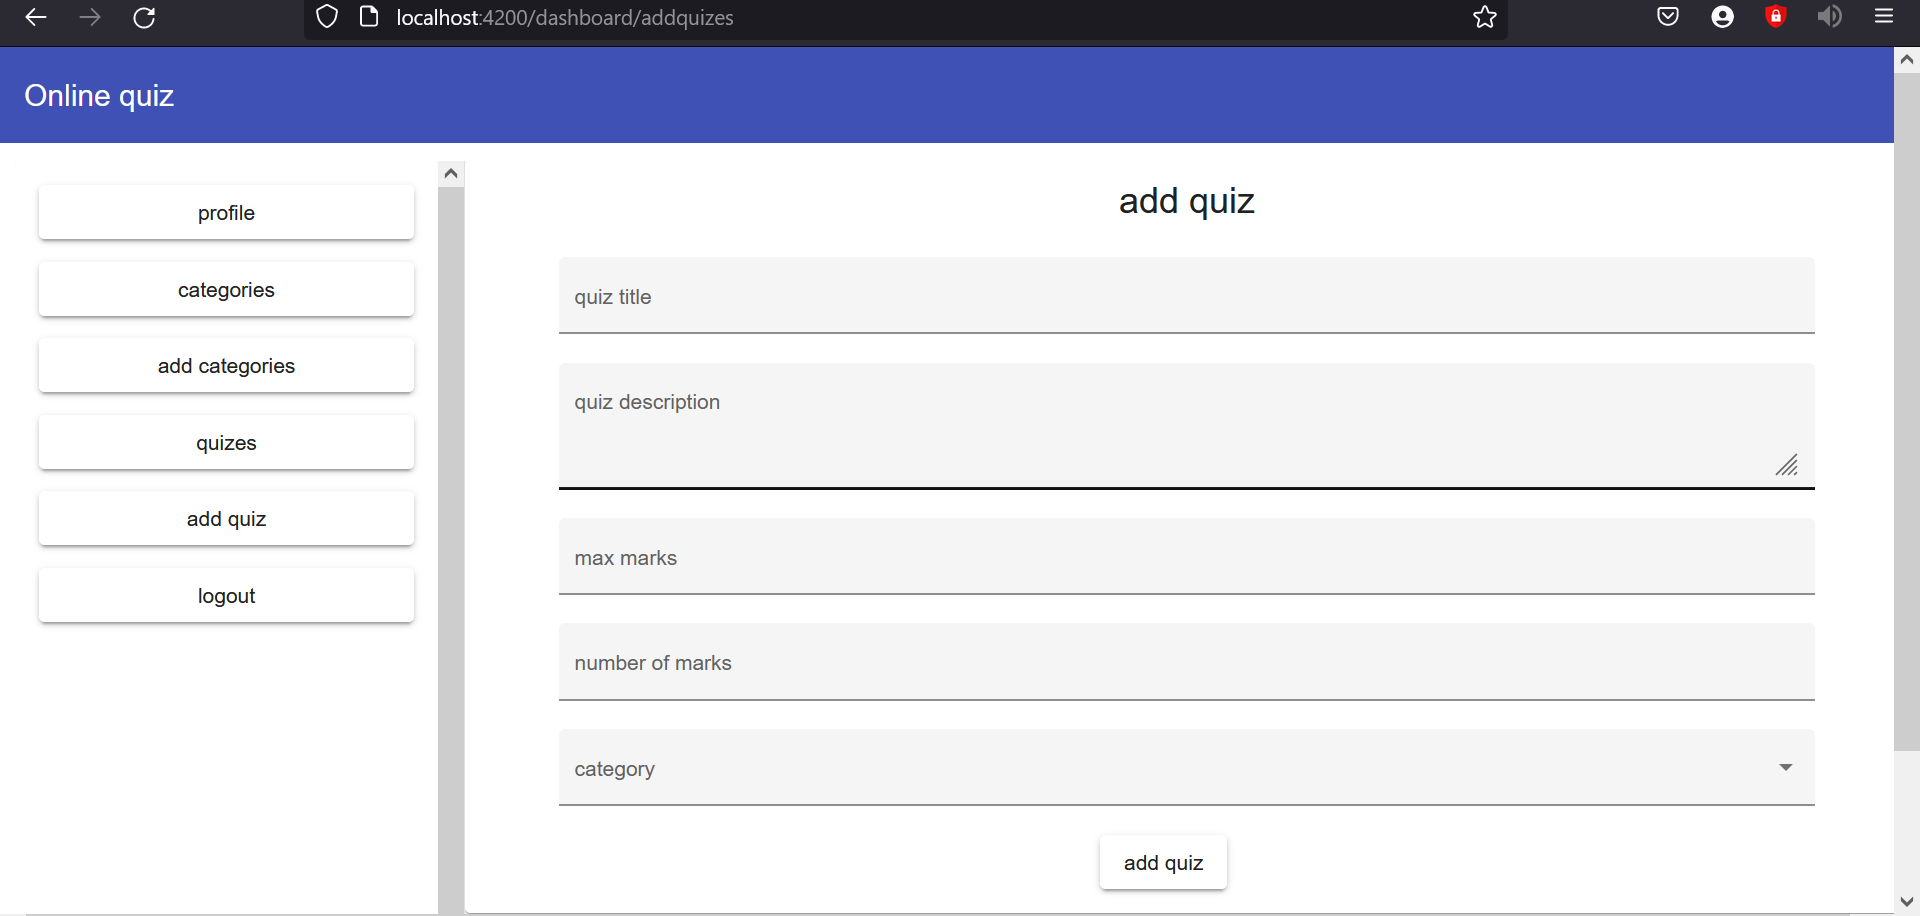 localhost:4200/dashboard/addquizes
Online quiz
profile
categories
add categories
quizes
add quiz
logout
add quiz
quiz title
quiz description
max marks
number of marks
category
add quiz